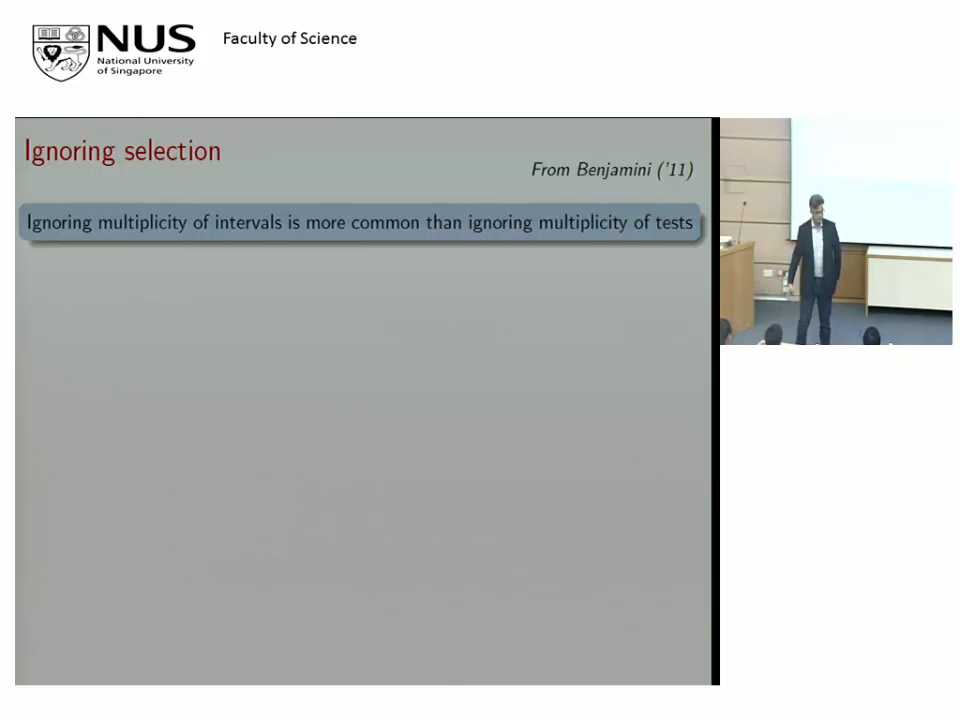 NUS
National University
of Singapore
Faculty of Science
Ignoring selection
From Benjamini ('11)
Ignoring multiplicity of intervals is more common than ignoring multiplicity of tests